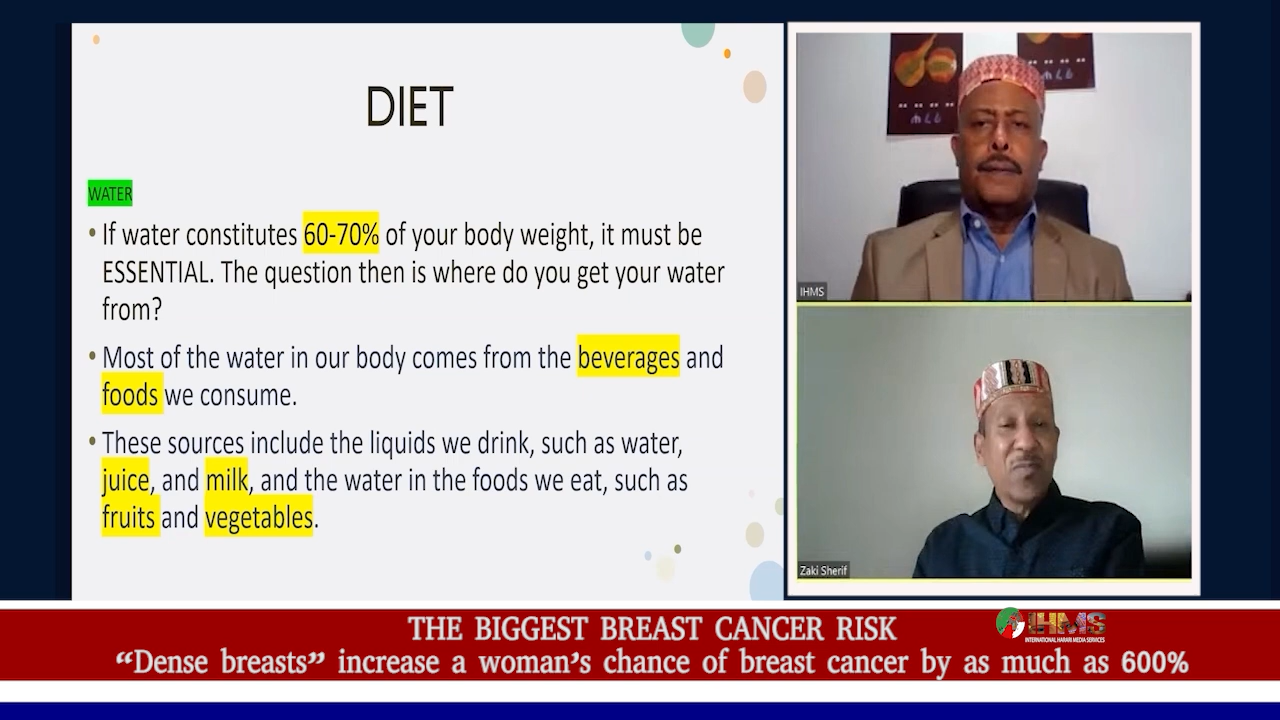 DIET
WATER
• If water constitutes 60-70% of your body weight, it must be
ESSENTIAL. The question then is where do you get your water
from?
• Most of the water in our body comes from the beverages and
foods we consume.
• These sources include the liquids we drink, such as water,
juice, and milk, and the water in the foods we eat, such as
fruits and vegetables.
IHMS
Zaki Sherif
THE BIGGEST BREAST CANCER RISK
IHMS
INTERNATIONAL HARARI MEDIA SERVICES
“Dense breasts” increase a woman’s chance of breast cancer by as much as 600%